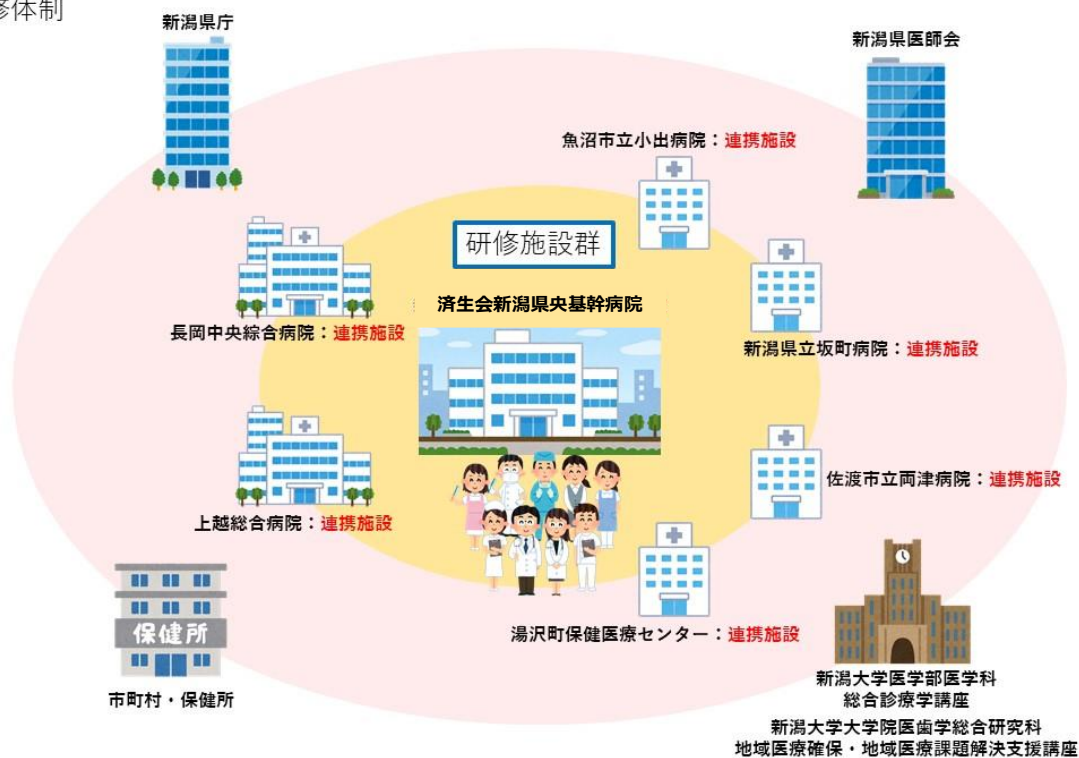 修体制
新潟県庁
新潟県医師会
魚沼市立小出病院：連携施設
研修施設群
済生会新潟県央基幹病院
長岡中央綜合病院：連携施設
新潟県立坂町病院：連携施設
佐渡市立両津病院：連携施設
上越総合病院：連携施設
保健所
湯沢町保健医療センター：連携施設
市町村・保健所
新潟大学医学部医学科
総合診療学講座
新潟大学大学院医歯学総合研究科
地域医療確保・地域医療課題解決支援講座